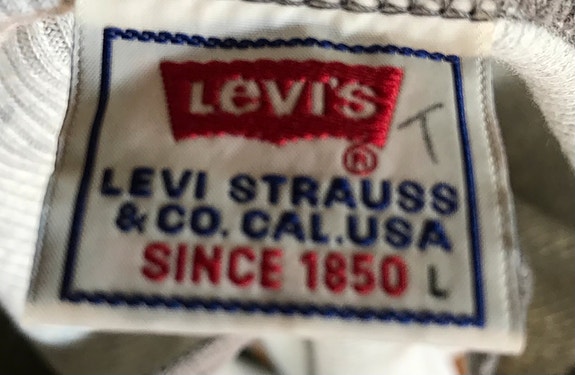 LEVI'S
T
®
LEVI STRAUSS
& CO. CAL. USA
SINCE 1850 L